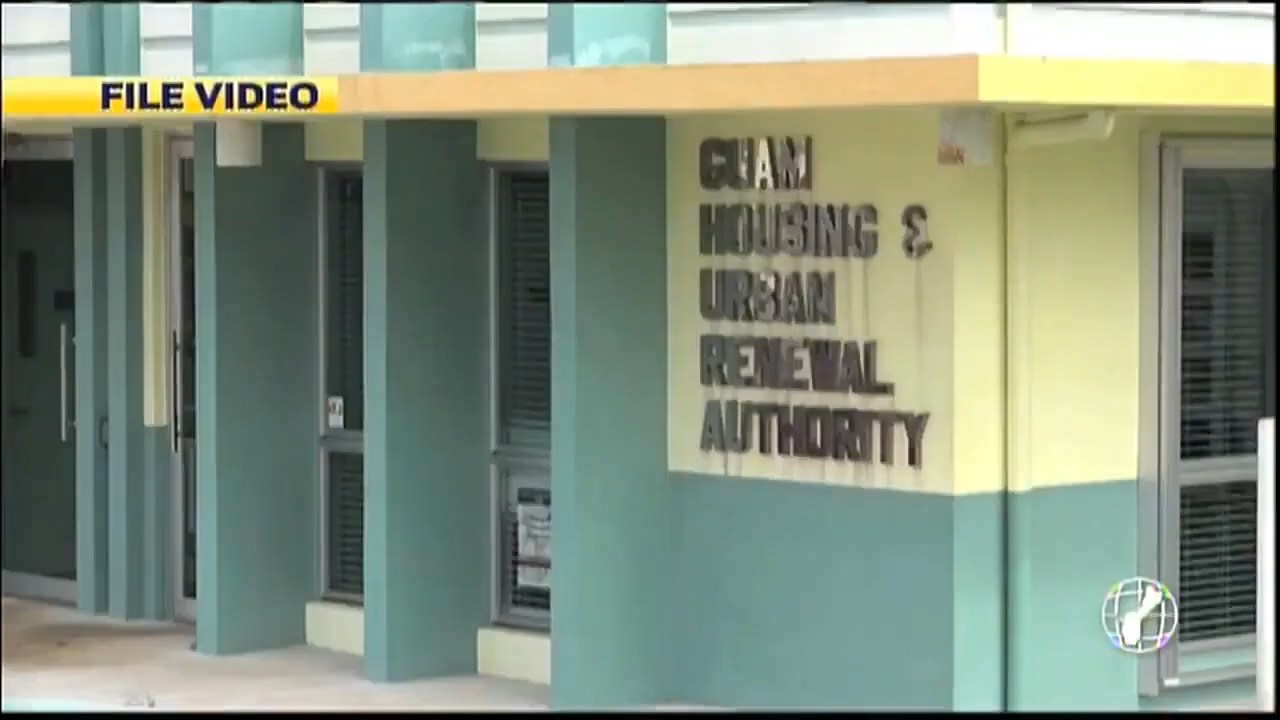 FILE VIDEO
GUAM
HOUSING &
URBAN
RENEWAL
AUTHORITY